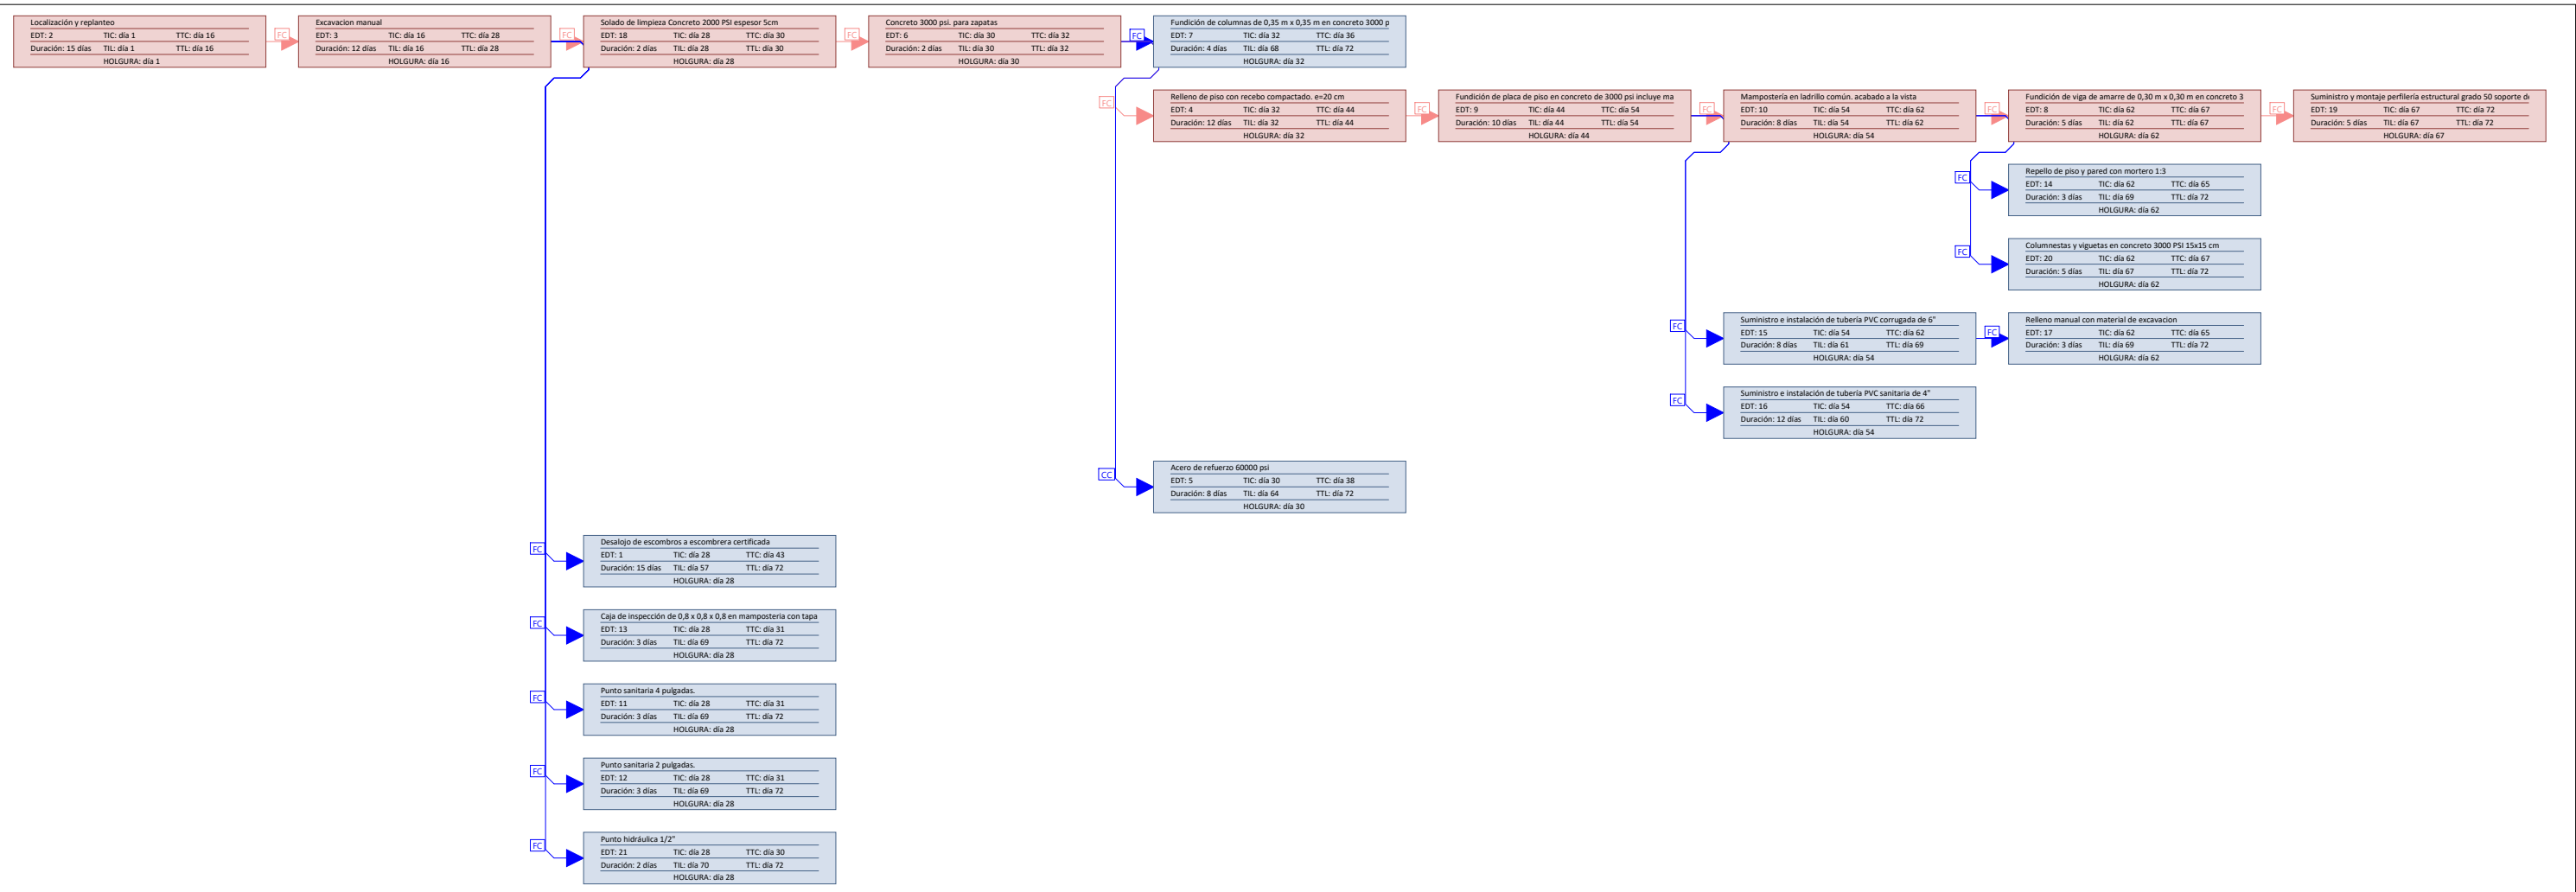 Localización y replanteo
EDT: 2 TIC: día 1 TTC: día 16
Duración: 15 días TIL: día 1 TTL: día 16
HOLGURA: día 1
FC
Excavacion manual
EDT: 3 TIC: día 16 TTC: día 28
Duración: 12 días TIL: día 16 TTL: día 28
HOLGURA: día 16
FC
Solado de limpieza Concreto 2000 PSI espesor 5cm
EDT: 18 TIC: día 28 TTC: día 30
Duración: 2 días TIL: día 28 TTL: día 30
HOLGURA: día 28
FC
Concreto 3000 psi. para zapatas
EDT: 6 TIC: día 30 TTC: día 32
Duración: 2 días TIL: día 30 TTL: día 32
HOLGURA: día 30
FC
Fundición de columnas de 0,35 m x 0,35 m en concreto 3000 p
EDT: 7 TIC: día 32 TTC: día 36
Duración: 4 días TIL: día 68 TTL: día 72
HOLGURA: día 32
FC
Relleno de piso con recebo compactado. e=20 cm
EDT: 4 TIC: día 32 TTC: día 44
Duración: 12 días TIL: día 32 TTL: día 44
HOLGURA: día 32
FC
Fundición de placa de piso en concreto de 3000 psi incluye ma
EDT: 9 TIC: día 44 TTC: día 54
Duración: 10 días TIL: día 44 TTL: día 54
HOLGURA: día 44
FC
Mampostería en ladrillo común. acabado a la vista
EDT: 10 TIC: día 54 TTC: día 62
Duración: 8 días TIL: día 54 TTL: día 62
HOLGURA: día 54
FC
Fundición de viga de amarre de 0,30 m x 0,30 m en concreto 3
EDT: 8 TIC: día 62 TTC: día 67
Duración: 5 días TIL: día 62 TTL: día 67
HOLGURA: día 62
FC
Suministro y montaje perfilería estructural grado 50 soporte de
EDT: 19 TIC: día 67 TTC: día 72
Duración: 5 días TIL: día 67 TTL: día 72
HOLGURA: día 67
FC
Repello de piso y pared con mortero 1:3
EDT: 14 TIC: día 62 TTC: día 65
Duración: 3 días TIL: día 69 TTL: día 72
HOLGURA: día 62
FC
Columnestas y viguetas en concreto 3000 PSI 15x15 cm
EDT: 20 TIC: día 62 TTC: día 67
Duración: 5 días TIL: día 67 TTL: día 72
HOLGURA: día 62
FC
Suministro e instalación de tubería PVC corrugada de 6"
EDT: 15 TIC: día 54 TTC: día 62
Duración: 8 días TIL: día 61 TTL: día 69
HOLGURA: día 54
FC
Relleno manual con material de excavacion
EDT: 17 TIC: día 62 TTC: día 65
Duración: 3 días TIL: día 69 TTL: día 72
HOLGURA: día 62
FC
Suministro e instalación de tubería PVC sanitaria de 4"
EDT: 16 TIC: día 54 TTC: día 66
Duración: 12 días TIL: día 60 TTL: día 72
HOLGURA: día 54
CC
Acero de refuerzo 60000 psi
EDT: 5 TIC: día 30 TTC: día 38
Duración: 8 días TIL: día 64 TTL: día 72
HOLGURA: día 30
FC
Desalojo de escombros a escombrera certificada
EDT: 1 TIC: día 28 TTC: día 43
Duración: 15 días TIL: día 57 TTL: día 72
HOLGURA: día 28
FC
Caja de inspección de 0,8 x 0,8 x 0,8 en mamposteria con tapa
EDT: 13 TIC: día 28 TTC: día 31
Duración: 3 días TIL: día 69 TTL: día 72
HOLGURA: día 28
FC
Punto sanitaria 4 pulgadas.
EDT: 11 TIC: día 28 TTC: día 31
Duración: 3 días TIL: día 69 TTL: día 72
HOLGURA: día 28
FC
Punto sanitaria 2 pulgadas.
EDT: 12 TIC: día 28 TTC: día 31
Duración: 3 días TIL: día 69 TTL: día 72
HOLGURA: día 28
FC
Punto hidráulica 1/2"
EDT: 21 TIC: día 28 TTC: día 30
Duración: 2 días TIL: día 70 TTL: día 72
HOLGURA: día 28